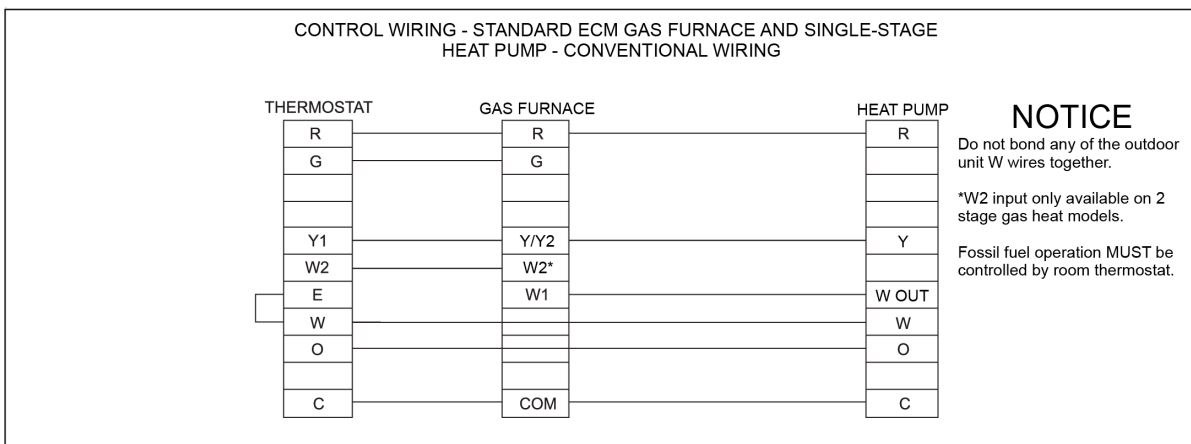 CONTROL WIRING - STANDARD ECM GAS FURNACE AND SINGLE-STAGE
HEAT PUMP - CONVENTIONAL WIRING
THERMOSTAT
R
G
Y1
W2
E
W
O
C
GAS FURNACE
R
G
Y/Y2
W2*
W1
COM
HEAT PUMP
R
Y
W OUT
W
O
C
NOTICE
Do not bond any of the outdoor
unit W wires together.
*W2 input only available on 2
stage gas heat models.
Fossil fuel operation MUST be
controlled by room thermostat.